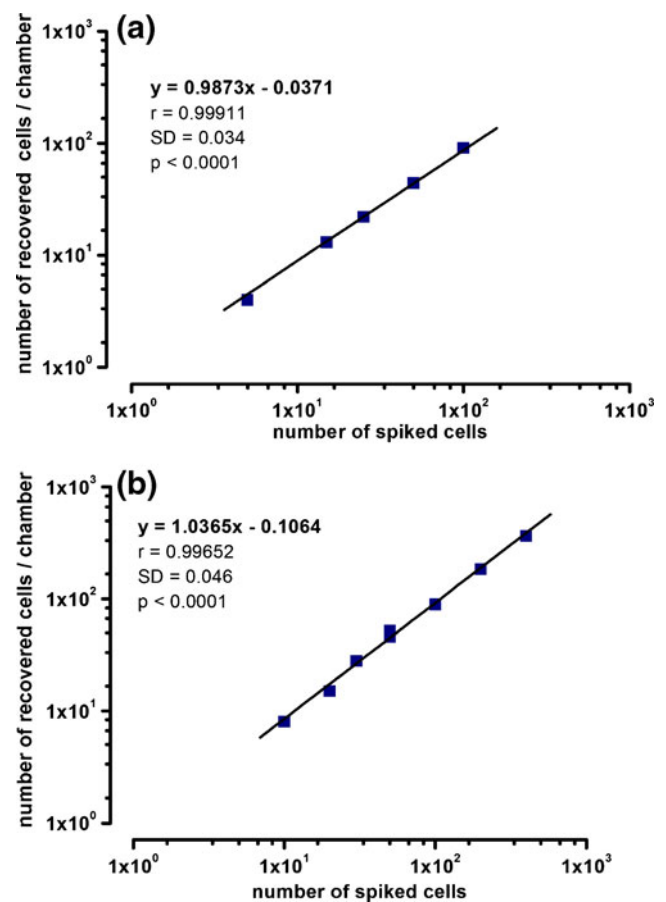 (a)
y = 0.9873x - 0.0371
r = 0.99911
SD = 0.034
p < 0.0001
number of recovered cells / chamber
1x10³
1x10²
1x10¹
1x10⁰
1x10⁰ 1x10¹ 1x10² 1x10³
number of spiked cells
(b)
y = 1.0365x - 0.1064
r = 0.99652
SD = 0.046
p < 0.0001
number of recovered cells / chamber
1x10³
1x10²
1x10¹
1x10⁰
1x10⁰ 1x10¹ 1x10² 1x10³
number of spiked cells